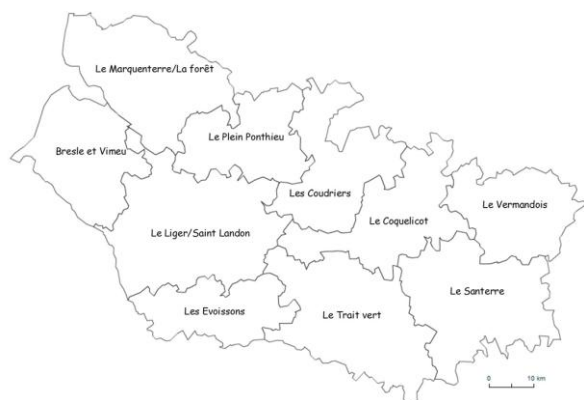 Le Marquenterre/La forêt
Le Plein Ponthieu
Bresle et Vimeu
Les Coudriers
Le Vermandois
Le Coquelicot
Le Liger/Saint Landon
Le Santerre
Les Evoissons
Le Trait vert
0 10 km